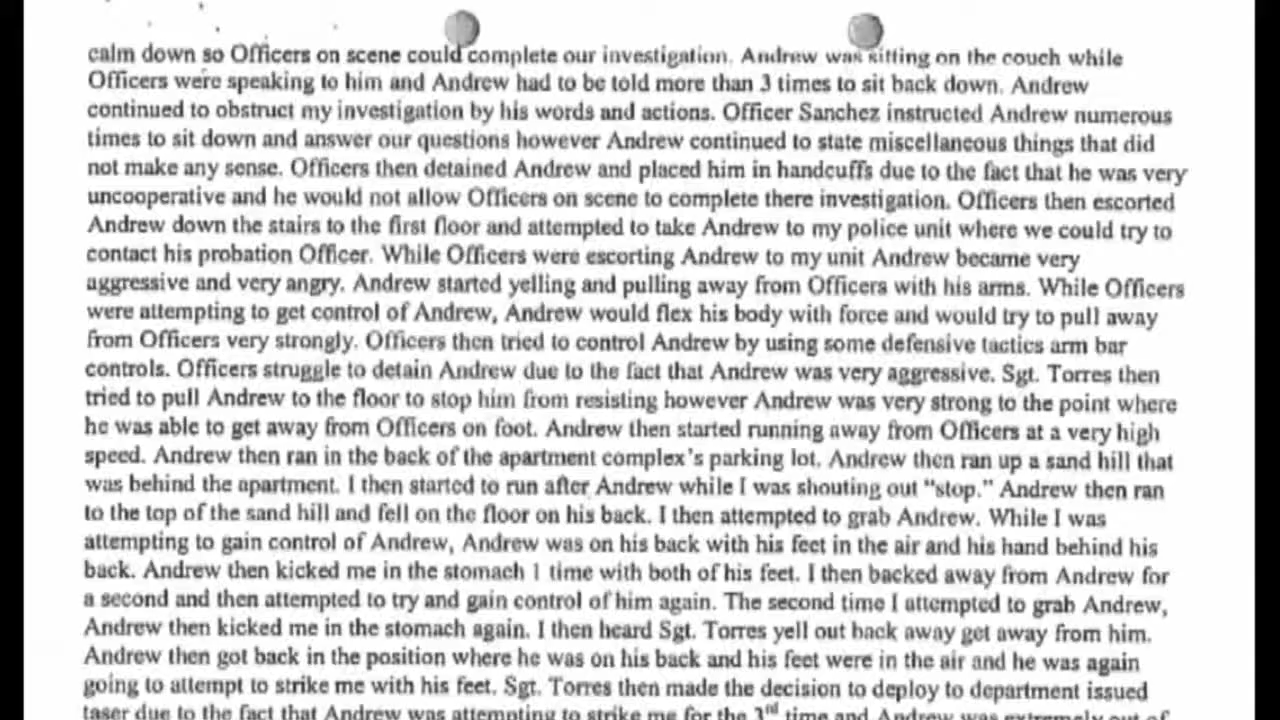 calm down so Officers on scene could complete our investigation. Andrew was sitting on the couch while
Officers were speaking to him and Andrew had to be told more than 3 times to sit back down. Andrew
continued to obstruct my investigation by his words and actions. Officer Sanchez instructed Andrew numerous
times to sit down and answer our questions however Andrew continued to state miscellaneous things that did
not make any sense. Officers then detained Andrew and placed him in handcuffs due to the fact that he was very
uncooperative and he would not allow Officers on scene to complete there investigation. Officers then escorted
Andrew down the stairs to the first floor and attempted to take Andrew to my police unit where we could try to
contact his probation Officer. While Officers were escorting Andrew to my unit Andrew became very
aggressive and very angry. Andrew started yelling and pulling away from Officers with his arms. While Officers
were attempting to get control of Andrew, Andrew would flex his body with force and would try to pull away
from Officers very strongly. Officers then tried to control Andrew by using some defensive tactics arm bar
controls. Officers struggle to detain Andrew due to the fact that Andrew was very aggressive. Sgt. Torres then
tried to pull Andrew to the floor to stop him from resisting however Andrew was very strong to the point where
he was able to get away from Officers on foot. Andrew then started running away from Officers at a very high
speed. Andrew then ran in the back of the apartment complex's parking lot. Andrew then ran up a sand hill that
was behind the apartment. I then started to run after Andrew while I was shouting out “stop.” Andrew then ran
to the top of the sand hill and fell on the floor on his back. I then attempted to grab Andrew. While I was
attempting to gain control of Andrew, Andrew was on his back with his feet in the air and his hand behind his
back. Andrew then kicked me in the stomach 1 time with both of his feet. I then backed away from Andrew for
a second and then attempted to try and gain control of him again. The second time I attempted to grab Andrew,
Andrew then kicked me in the stomach again. I then heard Sgt. Torres yell out back away get away from him.
Andrew then got back in the position where he was on his back and his feet were in the air and he was again
going to attempt to strike me with his feet. Sgt. Torres then made the decision to deploy to department issued
taser due to the fact that Andrew was attempting to strike me for the 3rd time and Andrew was extremely out of